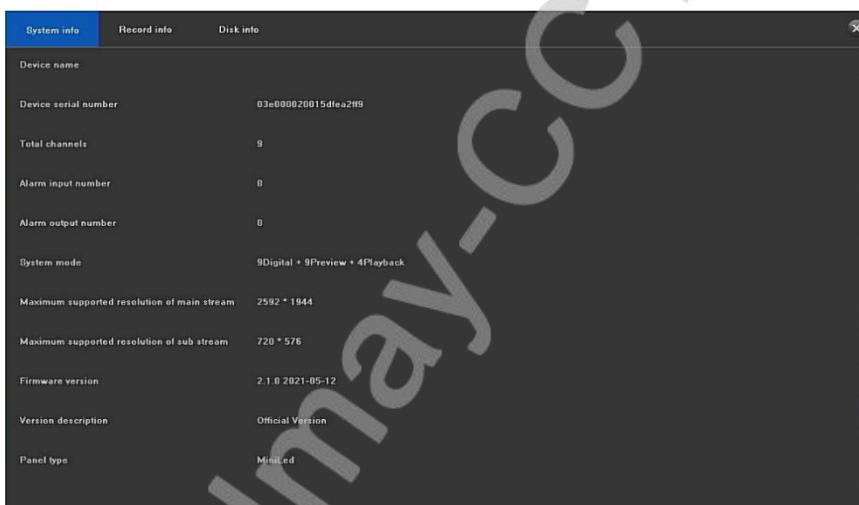 System info Record info Disk info
Device name
Device serial number 03e000020015dfea2ff9
Total channels 9
Alarm input number 0
Alarm output number 0
System mode 9Digital + 9Preview + 4Playback
Maximum supported resolution of main stream 2592 * 1944
Maximum supported resolution of sub stream 720 * 576
Firmware version 2.1.0 2021-05-12
Version description Official Version
Panel type MiniLed